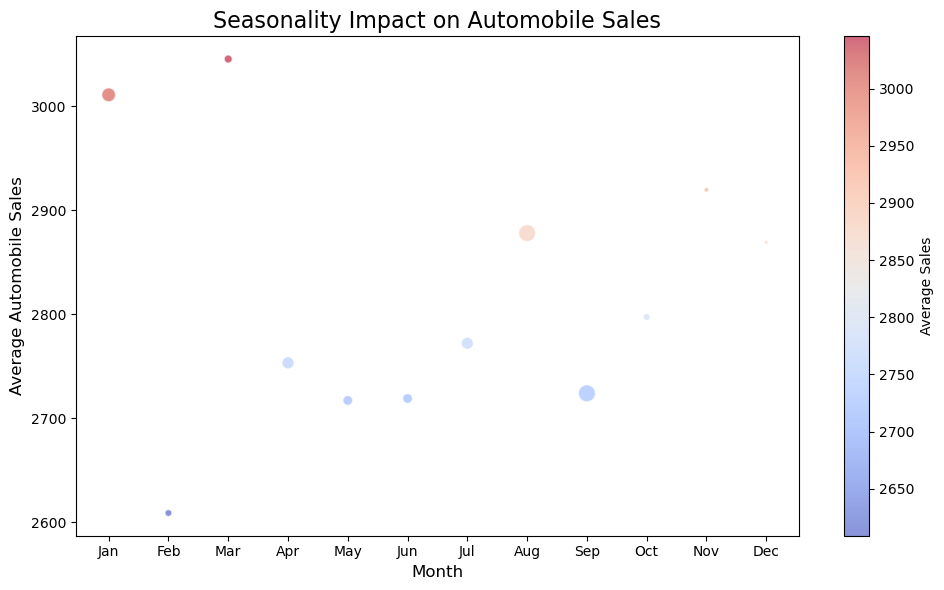 Seasonality Impact on Automobile Sales
Average Automobile Sales
3000
2900
2800
2700
2600
Jan Feb Mar Apr May Jun Jul Aug Sep Oct Nov Dec
Month
3000
2950
2900
2850
2800
2750
2700
2650
Average Sales